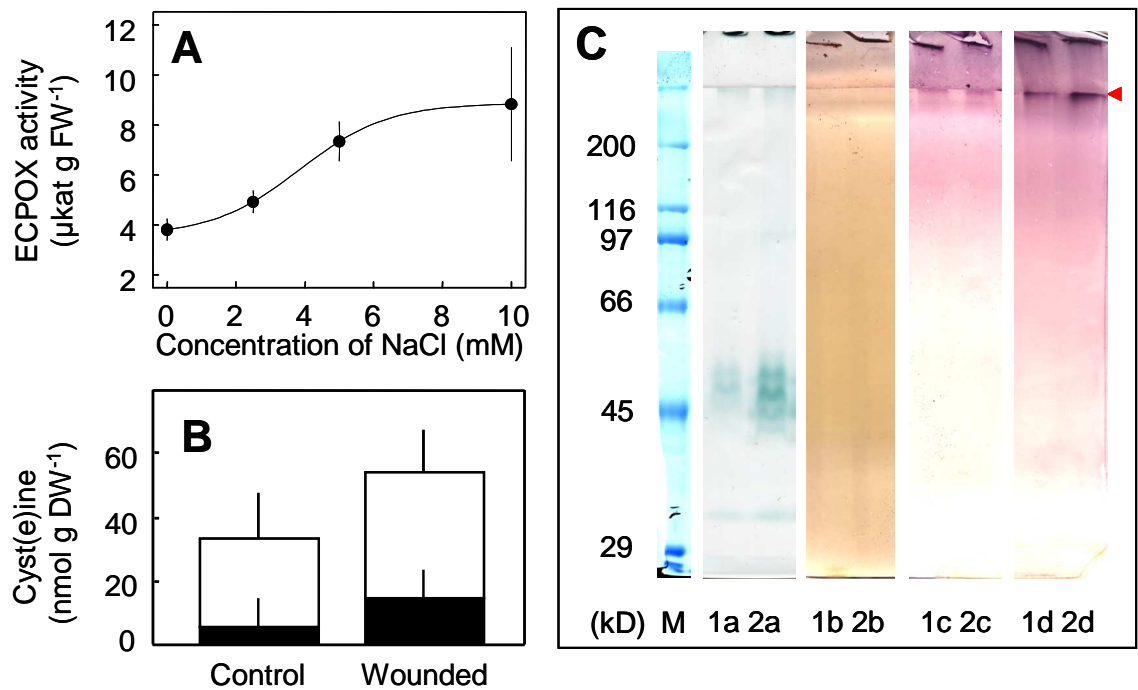 A
12
10
8
6
4
2
ECPOX activity
(µkat g FW-1)
0 2 4 6 8 10
Concentration of NaCl (mM)
B
60
40
20
0
Cyst(e)ine
(nmol g DW-1)
Control Wounded
C
200
116
97
66
45
29
(kD) M 1a 2a 1b 2b 1c 2c 1d 2d